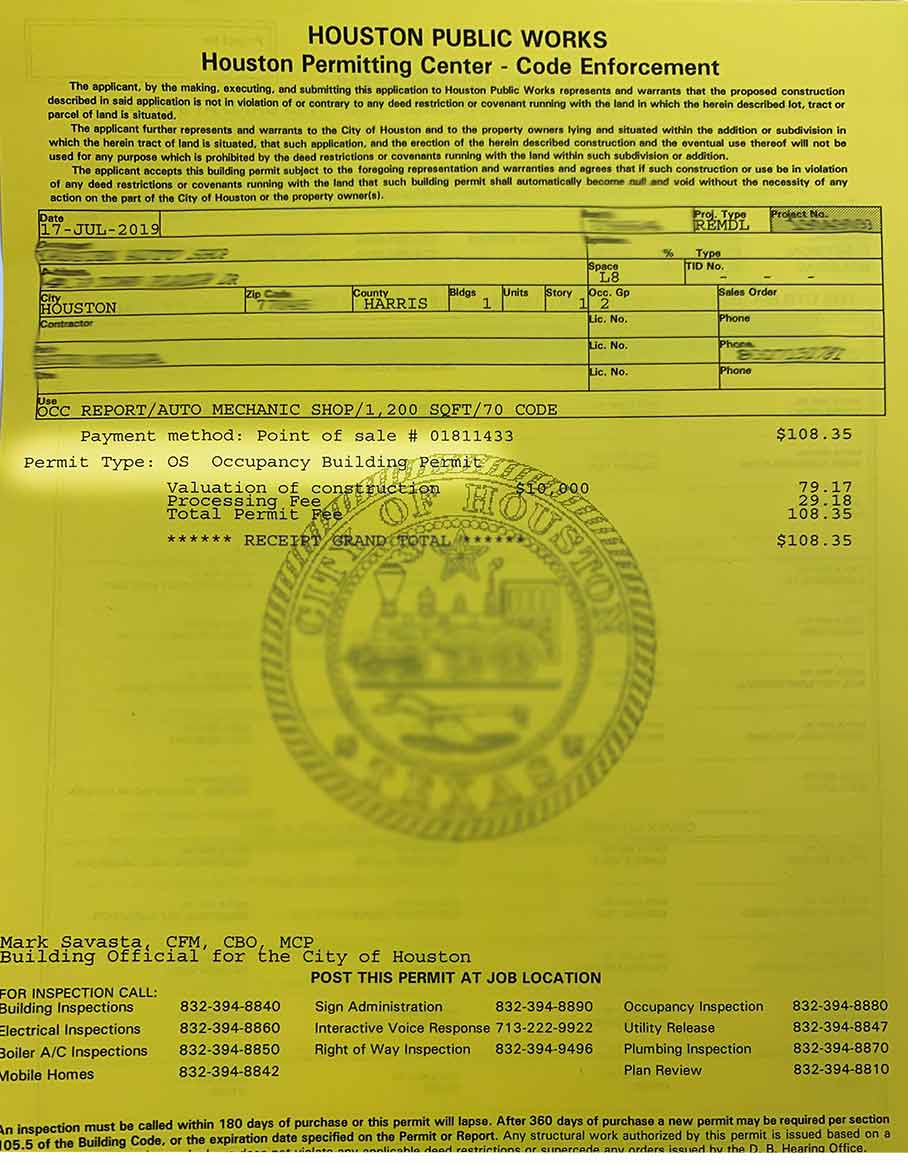 HOUSTON PUBLIC WORKS
Houston Permitting Center - Code Enforcement
The applicant, by the making, executing, and submitting this application to Houston Public Works represents and warrants that the proposed construction
described in said application is not in violation of or contrary to any deed restriction or covenant running with the land in which the herein described lot, tract or
parcel of land is situated.
The applicant further represents and warrants to the City of Houston and to the property owners lying and situated within the addition or subdivision in
which the herein tract of land is situated, that such application, and the erection of the herein described construction and the eventual use thereof will not be
used for any purpose which is prohibited by the deed restrictions or covenants running with the land within such subdivision or addition.
The applicant accepts this building permit subject to the foregoing representation and warranties and agrees that if such construction or use be in violation
of any deed restrictions or covenants running with the land that such building permit shall automatically become null and void without the necessity of any
action on the part of the City of Houston or the property owner(s).
Date Proj. Type Project No.
17-JUL-2019 REMDL
% Type
Space TID No.
L8 - - -
City Zip Code County Bldgs Units Story Occ. Gp Sales Order
HOUSTON HARRIS 1 1 2
Contractor Lic. No. Phone
Lic. No. Phone
Lic. No. Phone
Use
OCC REPORT/AUTO MECHANIC SHOP/1,200 SQFT/70 CODE
Payment method: Point of sale # 01811433 $108.35
Permit Type: OS Occupancy Building Permit
Valuation of construction $10,000 79.17
Processing Fee 29.18
Total Permit Fee 108.35
****** RECEIPT GRAND TOTAL ****** $108.35
CITY OF HOUSTON
TEXAS
Mark Savasta, CFM, CBO, MCP
Building Official for the City of Houston
POST THIS PERMIT AT JOB LOCATION
FOR INSPECTION CALL:
Building Inspections 832-394-8840 Sign Administration 832-394-8890 Occupancy Inspection 832-394-8880
Electrical Inspections 832-394-8860 Interactive Voice Response 713-222-9922 Utility Release 832-394-8847
Boiler A/C Inspections 832-394-8850 Right of Way Inspection 832-394-9496 Plumbing Inspection 832-394-8870
Mobile Homes 832-394-8842 Plan Review 832-394-8810
An inspection must be called within 180 days of purchase or this permit will lapse. After 360 days of purchase a new permit may be required per section
105.5 of the Building Code, or the expiration date specified on the Permit or Report. Any structural work authorized by this permit is issued based on a
not violate any applicable deed restrictions or supercede any orders issued by the D. B. Hearing Office.